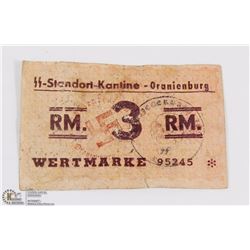 SS-Standort-Kantine - Oranienburg
RM. 3 RM.
WERTMARKE 95245 *